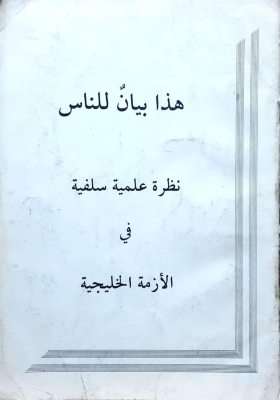 هذا بيانٌ للناس
نظرة علمية سلفية
في
الأزمة الخليجية